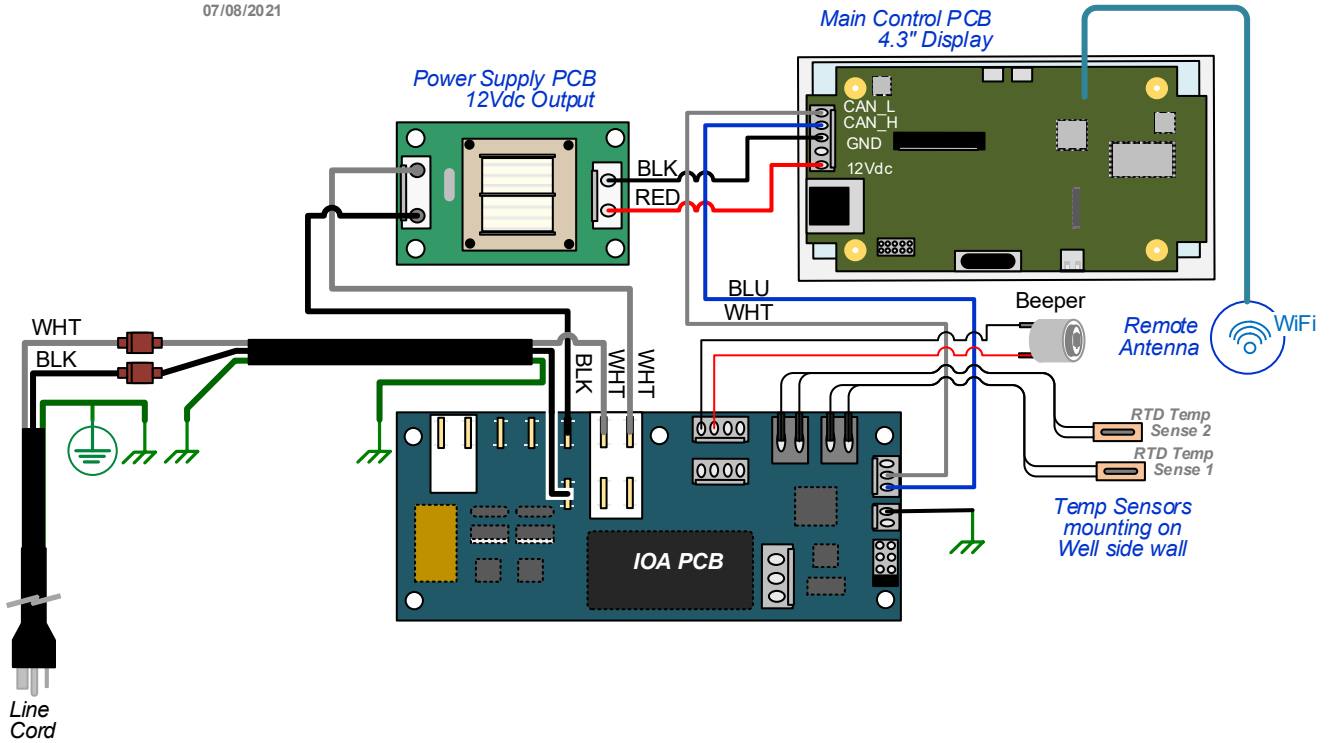 07/08/2021
Main Control PCB
4.3" Display
Power Supply PCB
12Vdc Output
CAN_L
CAN_H
GND
12Vdc
BLK
RED
BLU
WHT
Beeper
Remote
Antenna
WiFi
WHT
BLK
BLK
WHT
WHT
RTD Temp
Sense 2
RTD Temp
Sense 1
Temp Sensors
mounting on
Well side wall
IOA PCB
Line
Cord